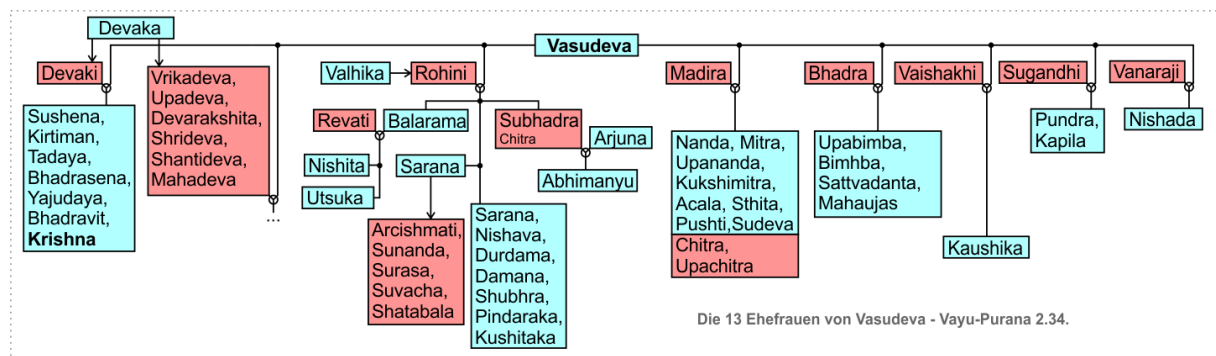 Devaka
Vasudeva
Devaki
Vrikadeva,
Upadeva,
Devarakshita,
Shrideva,
Shantideva,
Mahadeva
...
Valhika
Rohini
Madira
Bhadra
Vaishakhi
Sugandhi
Vanaraji
Sushena,
Kirtiman,
Tadaya,
Bhadrasena,
Yajudaya,
Bhadravit,
Krishna
Revati
Balarama
Subhadra
Chitra
Arjuna
Nishita
Utsuka
Sarana
Abhimanyu
Arcishmati,
Sunanda,
Surasa,
Suvacha,
Shatabala
Sarana,
Nishava,
Durdama,
Damana,
Shubhra,
Pindaraka,
Kushitaka
Nanda, Mitra,
Upananda,
Kukshimitra,
Acala, Sthita,
Pushti,Sudeva
Chitra,
Upachitra
Upabimba,
Bimhba,
Sattvadanta,
Mahaujas
Kaushika
Pundra,
Kapila
Nishada
Die 13 Ehefrauen von Vasudeva - Vayu-Purana 2.34.